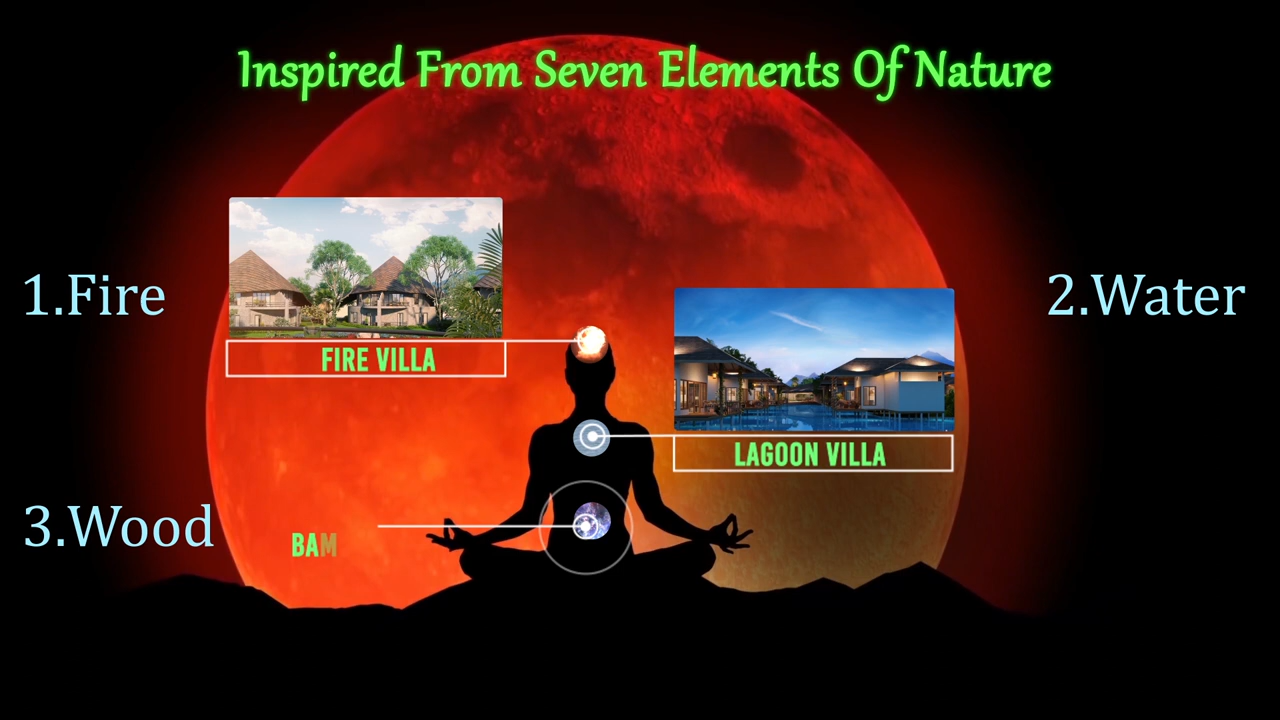 Inspired From Seven Elements Of Nature
1.Fire
2.Water
FIRE VILLA
LAGOON VILLA
3.Wood
BAM